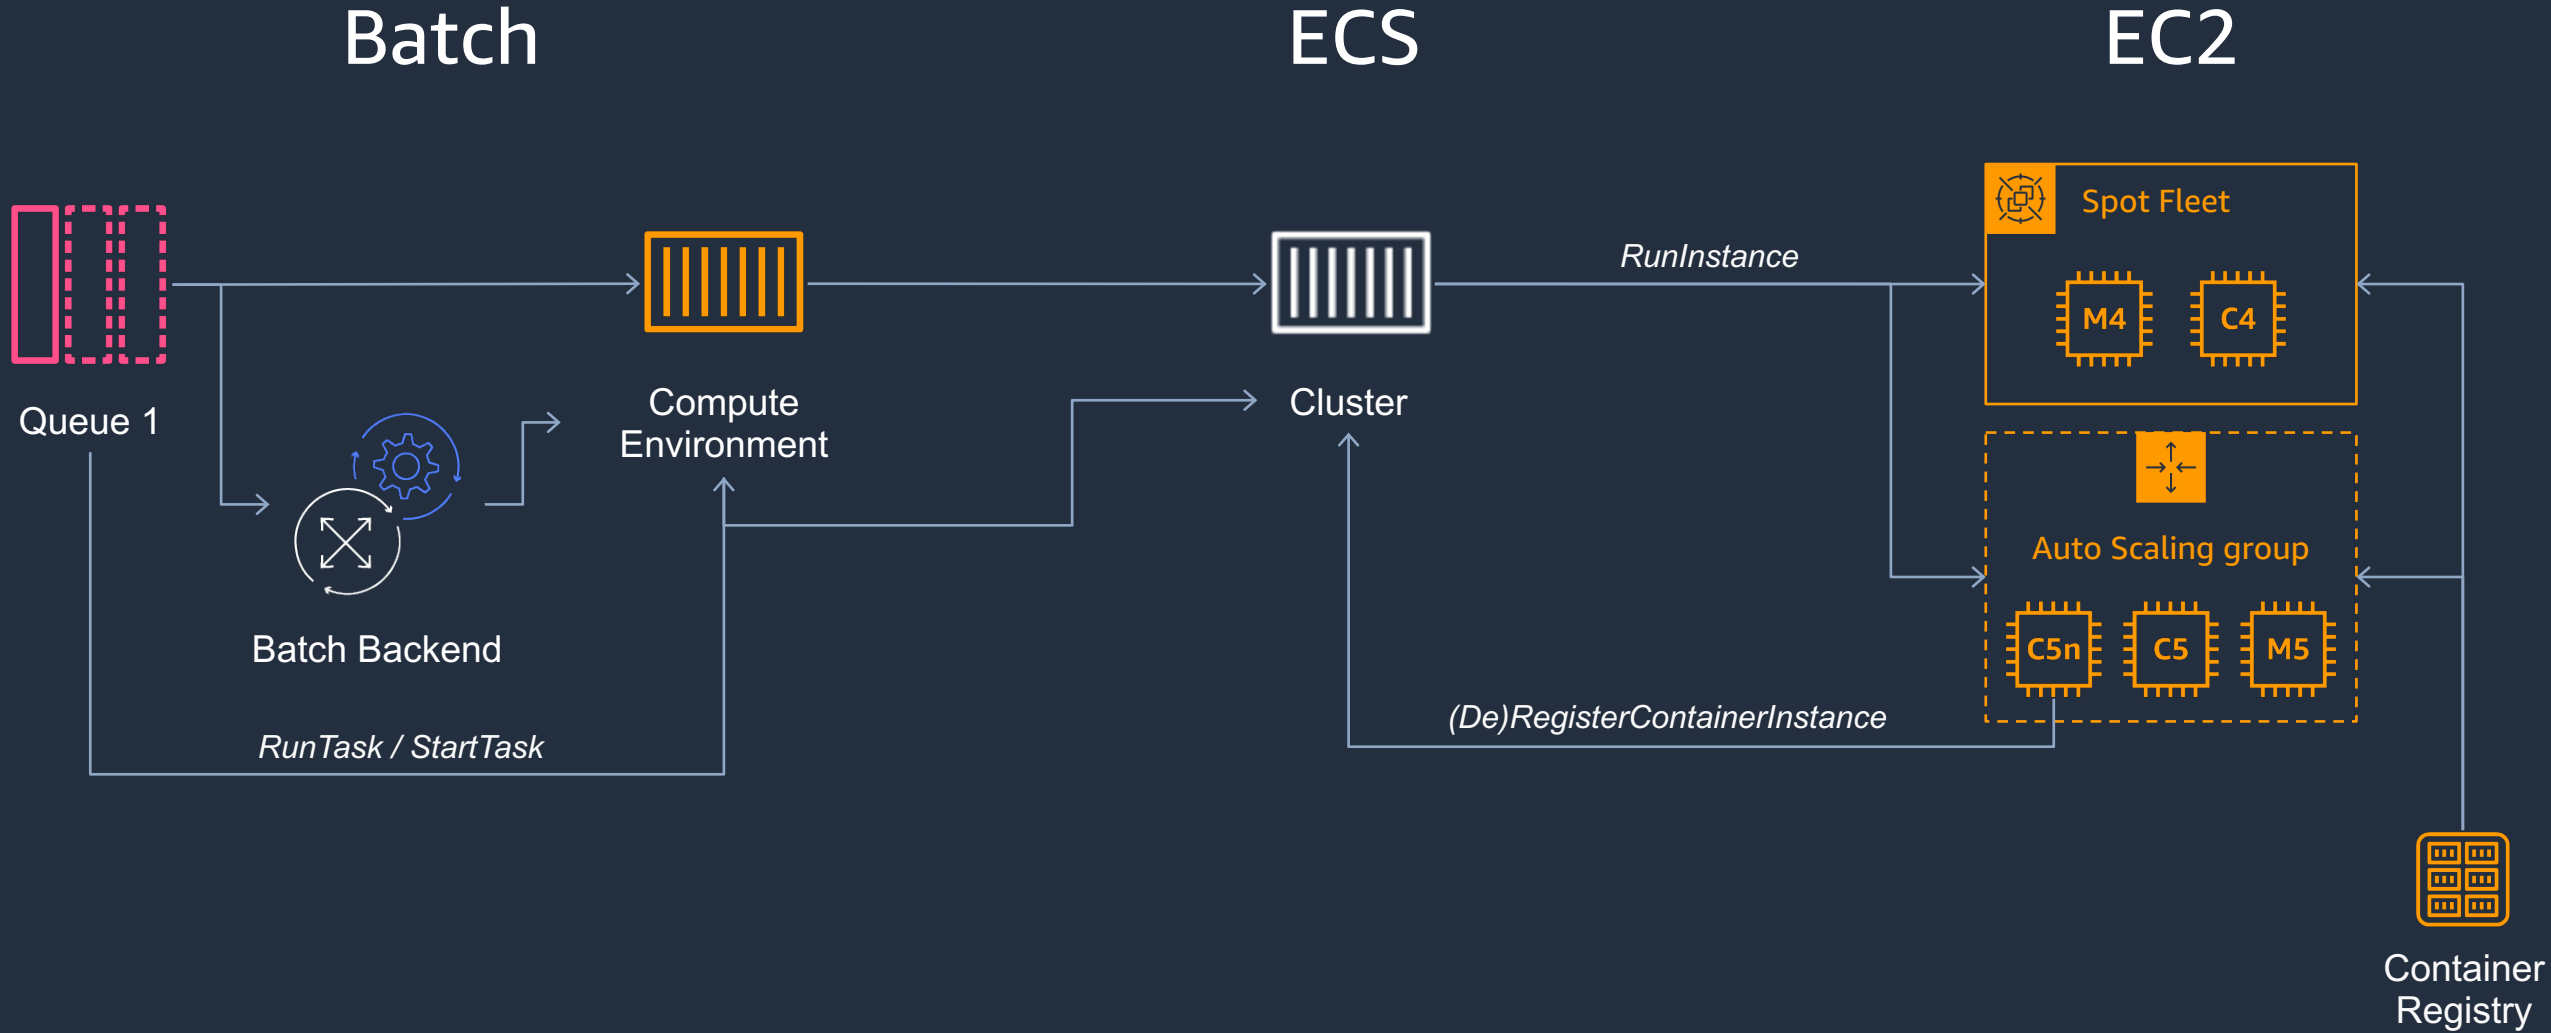 Batch
ECS
EC2
Spot Fleet
RunInstance
M4
C4
Queue 1
Compute
Environment
Cluster
Auto Scaling group
Batch Backend
C5n
C5
M5
(De)RegisterContainerInstance
RunTask / StartTask
Container
Registry